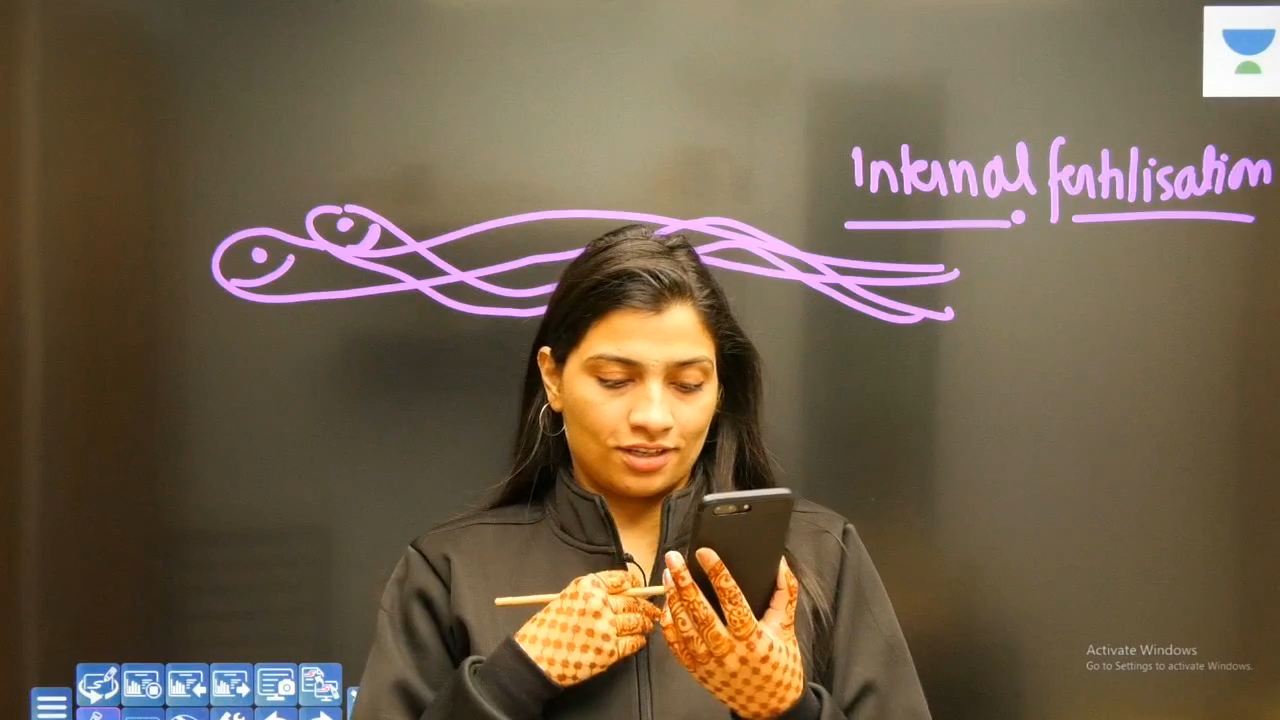 Internal fertilisation
Activate Windows
Go to Settings to activate Windows.